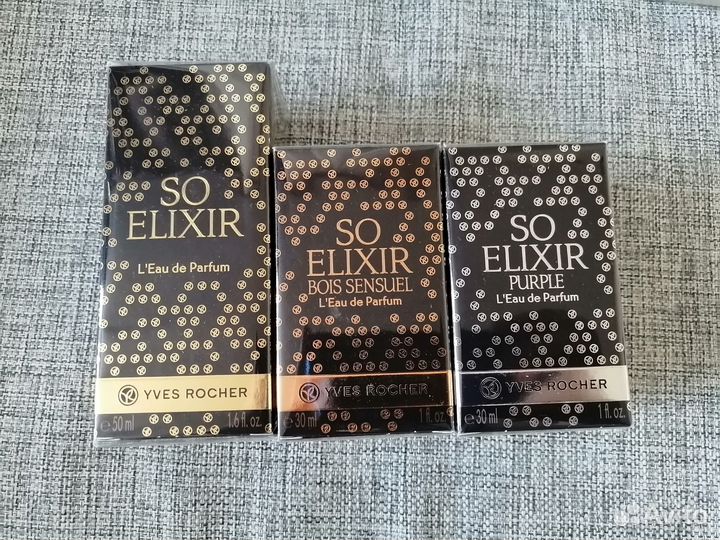 SO
ELIXIR
L'Eau de Parfum
YVES ROCHER
℮ 50 ml 1.6 fl. oz.
SO
ELIXIR
BOIS SENSUEL
L'Eau de Parfum
YVES ROCHER
℮ 30 ml 1 fl. oz.
SO
ELIXIR
PURPLE
L'Eau de Parfum
YVES ROCHER
℮ 30 ml 1 fl. oz.
Avito